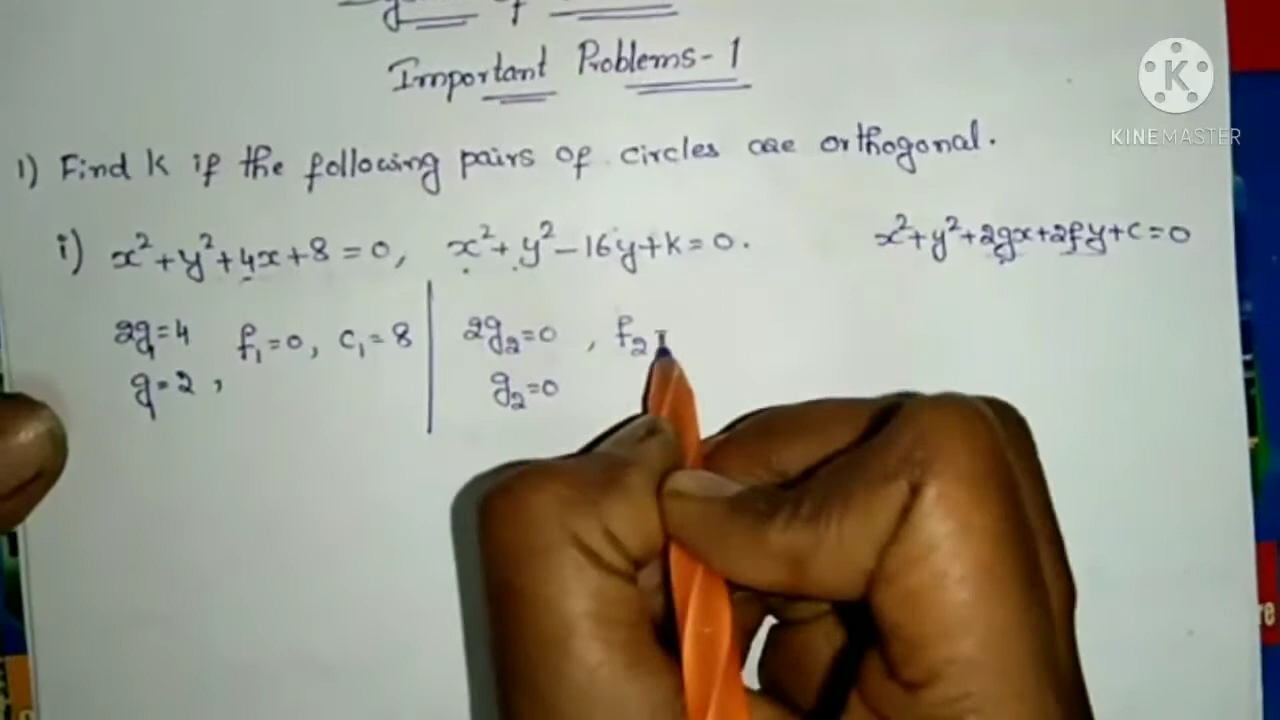 of
Important Problems-1
K
KINEMASTER
1) Find k if the following pairs of circles are orthogonal.
i) x²+y²+4x+8=0, x²+y²-16y+k=0. x²+y²+2gx+2fy+c=0
2g₁=4 f₁=0, c₁=8 2g₂=0, f₂
g₁=2, g₂=0